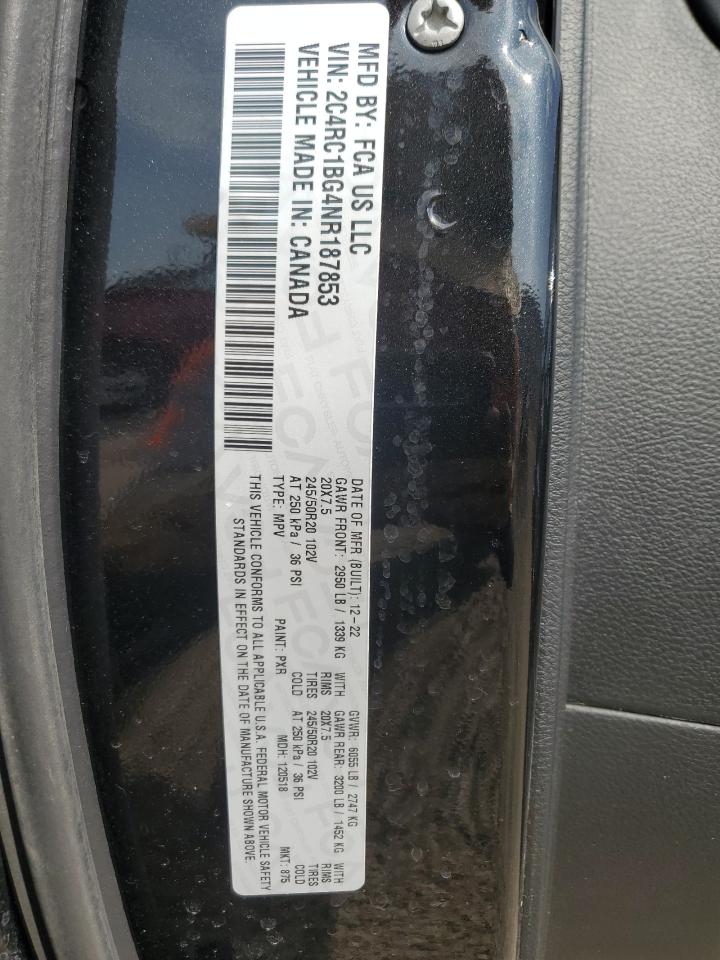 MFD BY: FCA US LLC
VIN: 2C4RC1BG4NR187853
VEHICLE MADE IN: CANADA
DATE OF MFR (BUILT): 12-22 GVWR: 6055 LB / 2747 KG
GAWR FRONT: 2950 LB / 1339 KG WITH GAWR REAR: 3200 LB / 1452 KG WITH
20X7.5 RIMS 20X7.5 RIMS
245/50R20 102V TIRES 245/50R20 102V TIRES
AT 250 kPa / 36 PSI COLD AT 250 kPa / 36 PSI COLD
TYPE: MPV PAINT: PXR MDH: 120518 MKT: 875
THIS VEHICLE CONFORMS TO ALL APPLICABLE U.S.A. FEDERAL MOTOR VEHICLE SAFETY
STANDARDS IN EFFECT ON THE DATE OF MANUFACTURE SHOWN ABOVE.